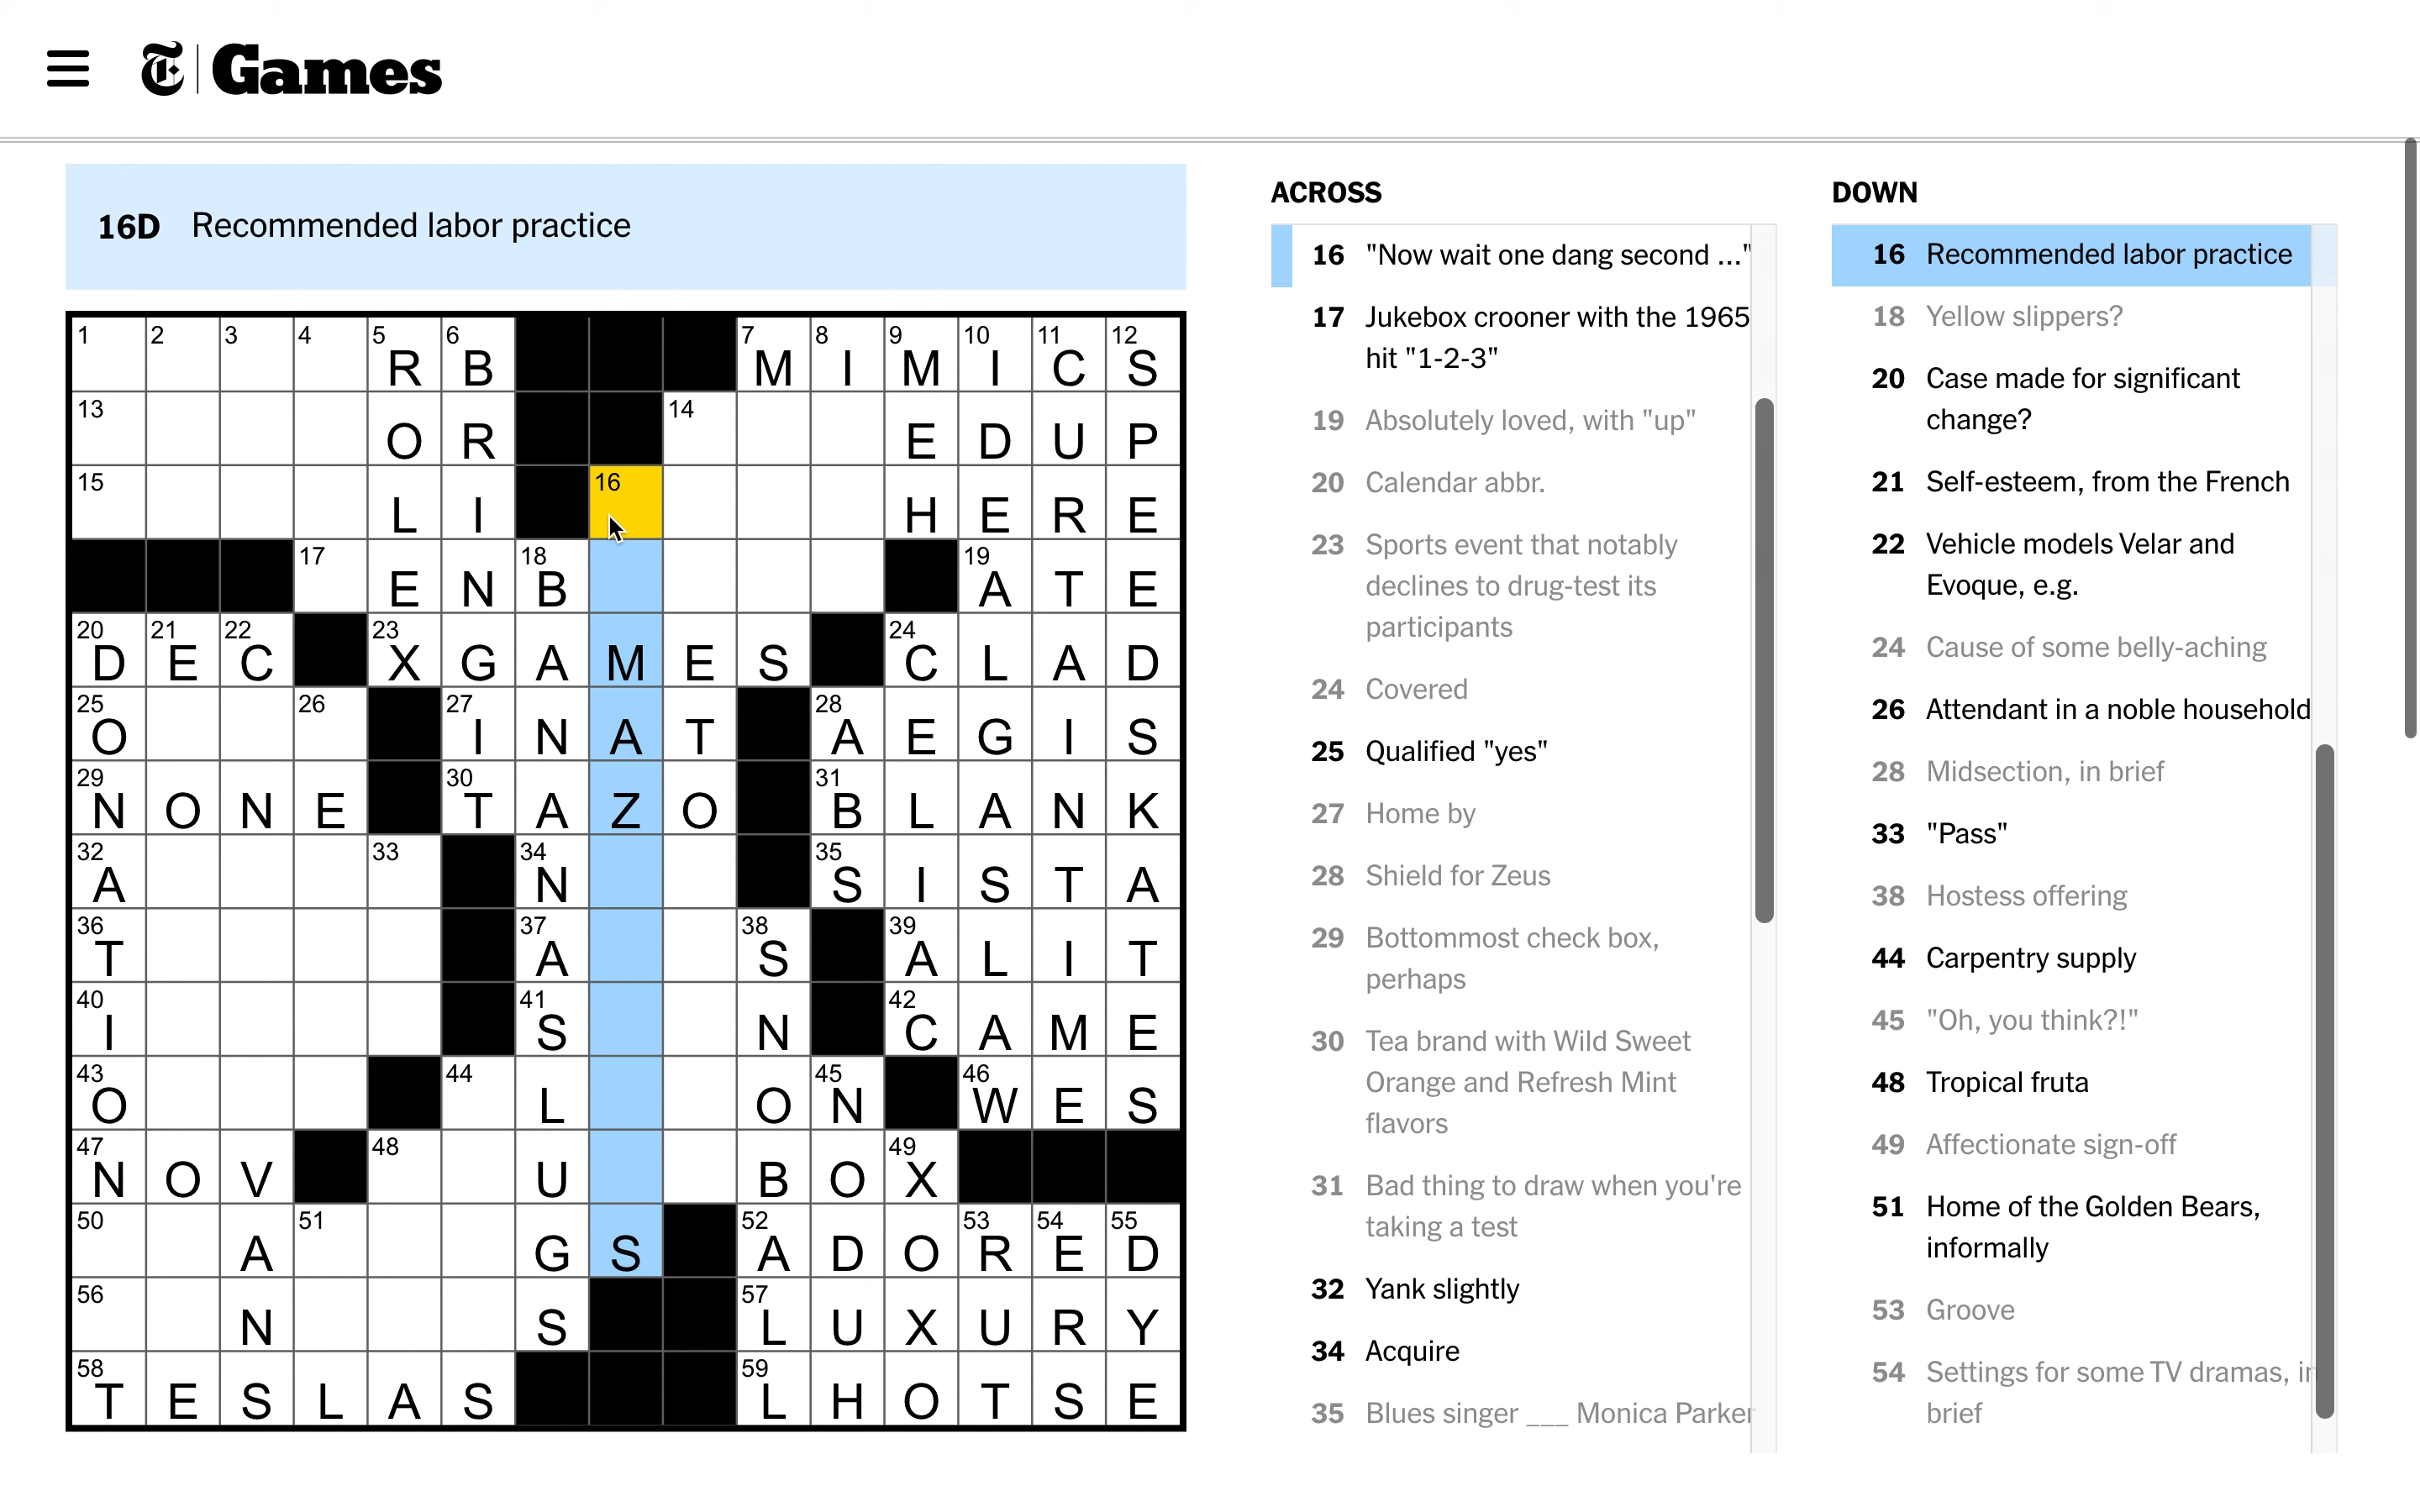 T Games
16D Recommended labor practice
1 2 3 4 5 R 6 B 7 M 8 I 9 M 10 I 11 C 12 S
13 O R 14 E D U P
15 L I 16 H E R E
17 E N 18 B 19 A T E
20 D 21 E 22 C 23 X G A M E S 24 C L A D
25 O 26 27 I N A T 28 A E G I S
29 N O N E 30 T A Z O 31 B L A N K
32 A 33 34 N 35 S I S T A
36 T 37 A 38 S 39 A L I T
40 I 41 S N 42 C A M E
43 O 44 L O 45 N 46 W E S
47 N O V 48 U B O 49 X
50 A 51 G S 52 A D O 53 R 54 E 55 D
56 N S 57 L U X U R Y
58 T E S L A S 59 L H O T S E
ACROSS
16 "Now wait one dang second ..."
17 Jukebox crooner with the 1965
hit "1-2-3"
19 Absolutely loved, with "up"
20 Calendar abbr.
23 Sports event that notably
declines to drug-test its
participants
24 Covered
25 Qualified "yes"
27 Home by
28 Shield for Zeus
29 Bottommost check box,
perhaps
30 Tea brand with Wild Sweet
Orange and Refresh Mint
flavors
31 Bad thing to draw when you're
taking a test
32 Yank slightly
34 Acquire
35 Blues singer ___ Monica Parker
DOWN
16 Recommended labor practice
18 Yellow slippers?
20 Case made for significant
change?
21 Self-esteem, from the French
22 Vehicle models Velar and
Evoque, e.g.
24 Cause of some belly-aching
26 Attendant in a noble household
28 Midsection, in brief
33 "Pass"
38 Hostess offering
44 Carpentry supply
45 "Oh, you think?!"
48 Tropical fruta
49 Affectionate sign-off
51 Home of the Golden Bears,
informally
53 Groove
54 Settings for some TV dramas, in
brief